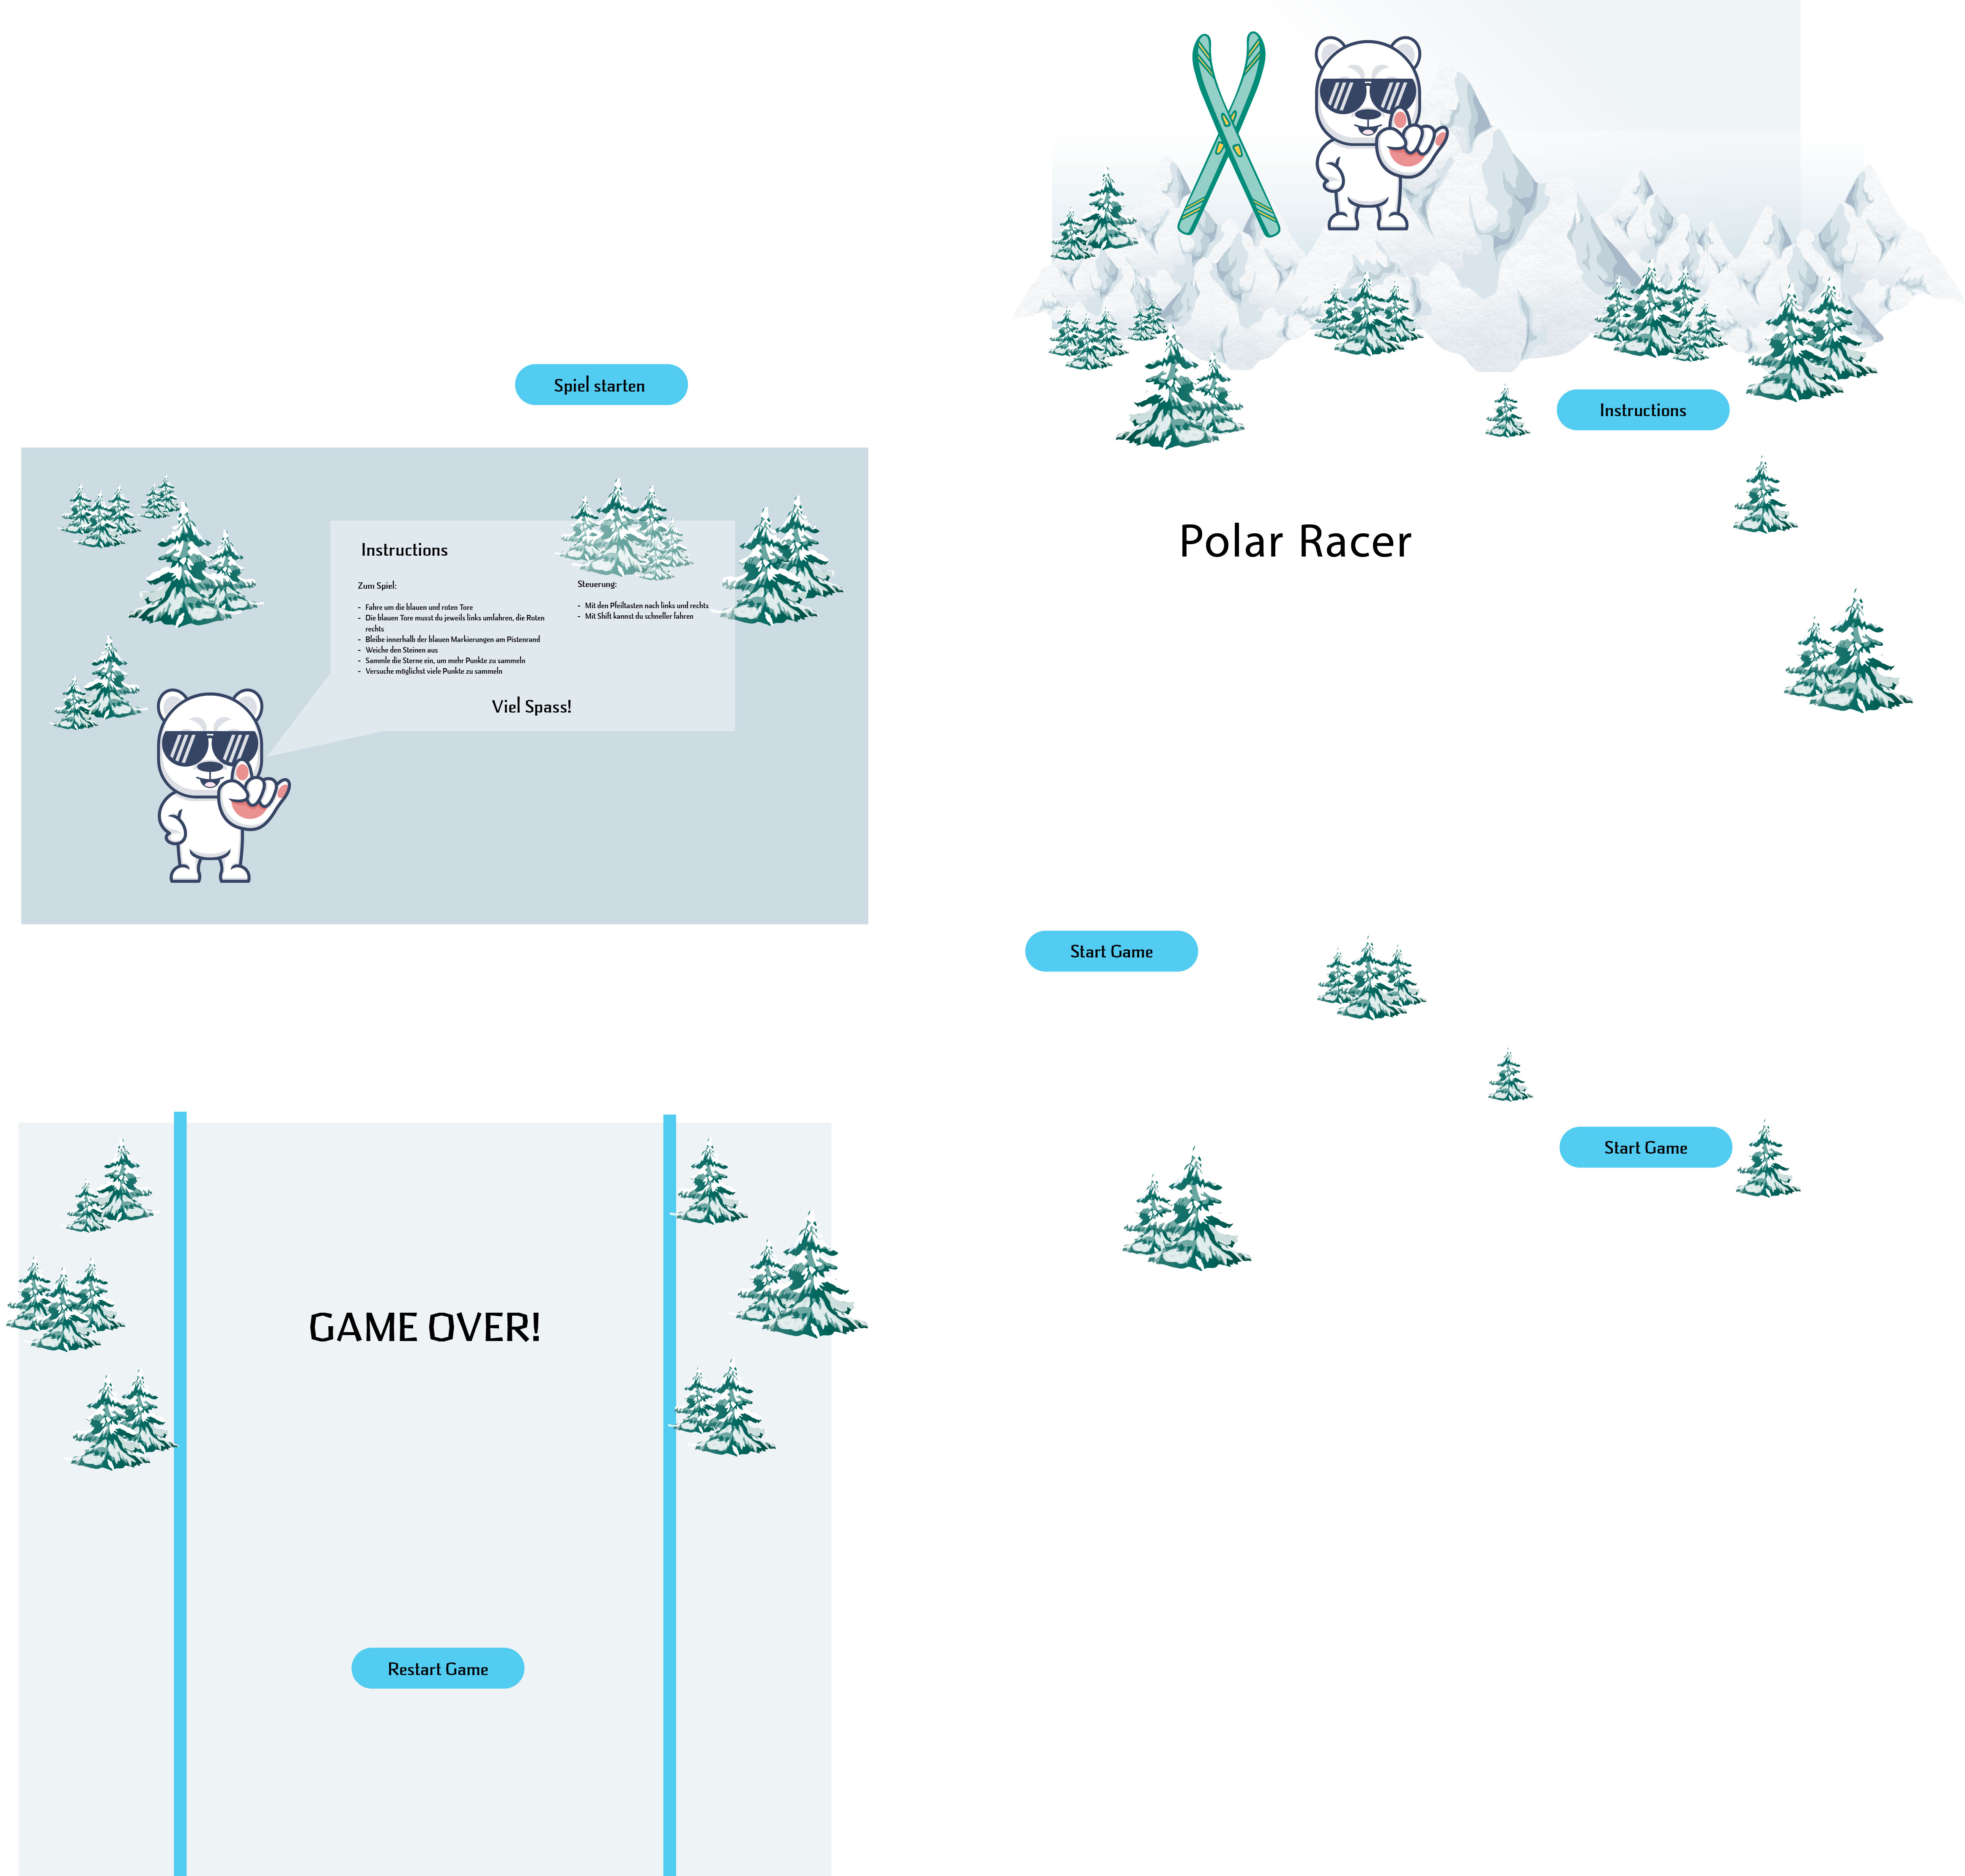 Spiel starten
Instructions
Zum Spiel:
- Fahre um die blauen und roten Tore
- Die blauen Tore musst du jeweils links umfahren, die Roten
rechts
- Bleibe innerhalb der blauen Markierungen am Pistenrand
- Weiche den Steinen aus
- Sammle die Sterne ein, um mehr Punkte zu sammeln
- Versuche möglichst viele Punkte zu sammeln
Steuerung:
- Mit den Pfeiltasten nach links und rechts
- Mit Shift kannst du schneller fahren
Viel Spass!
GAME OVER!
Restart Game
Instructions
Polar Racer
Start Game
Start Game